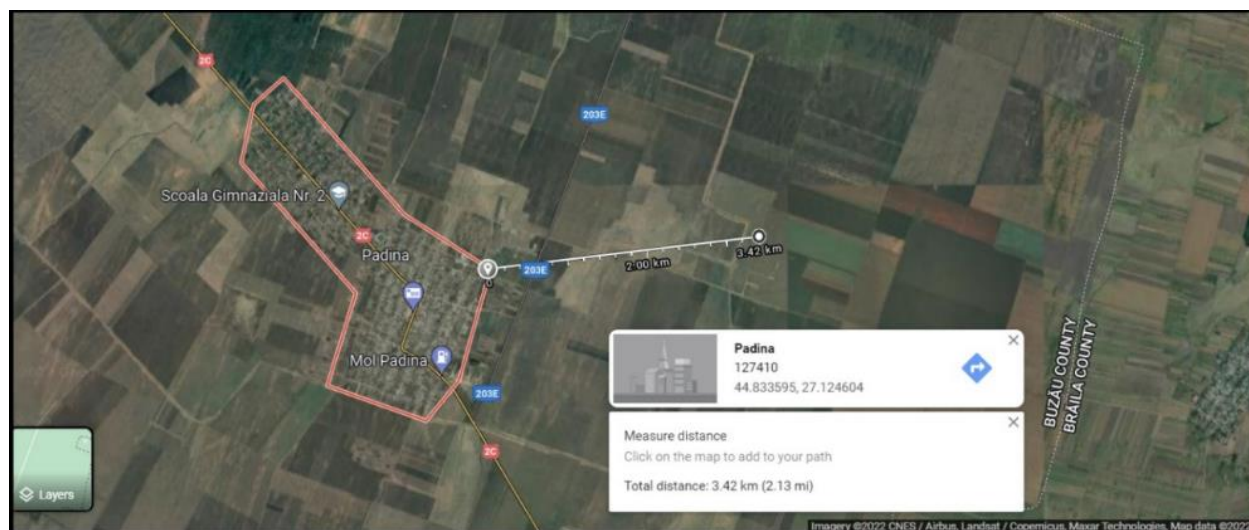 2C
203E
Scoala Gimnaziala Nr. 2
2C
Padina
203E
2.00 km
3.42 km
0
Mol Padina
203E
2C
BUZĂU COUNTY
BRĂILA COUNTY
Padina
127410
44.833595, 27.124604
Measure distance
Click on the map to add to your path
Total distance: 3.42 km (2.13 mi)
Layers
Imagery ©2022 CNES / Airbus, Landsat / Copernicus, Maxar Technologies, Map data ©202